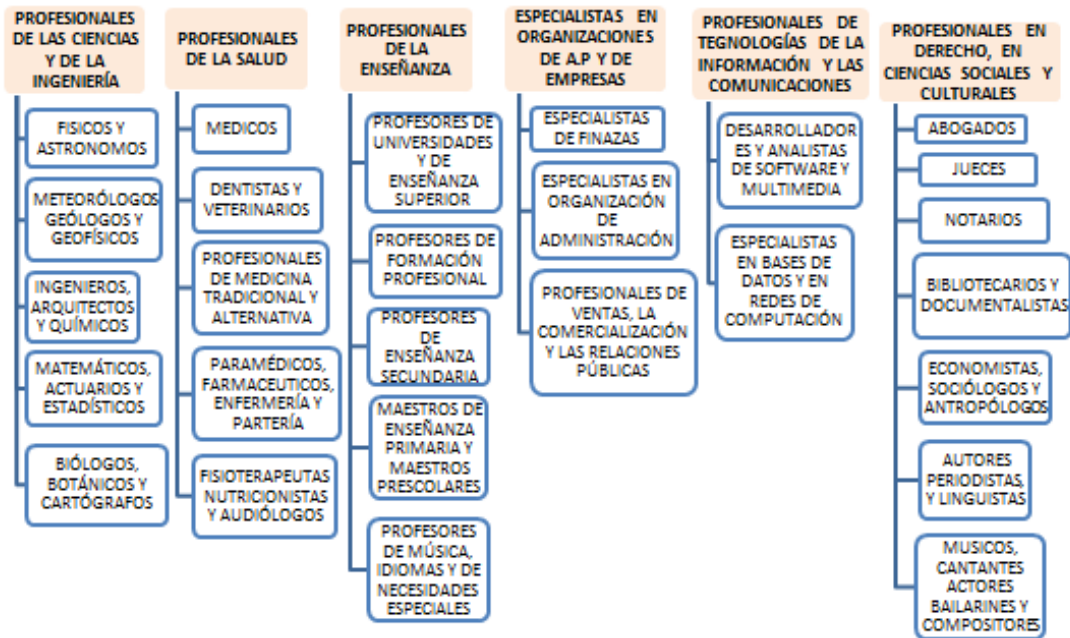 PROFESIONALES
DE LAS CIENCIAS
Y DE LA
INGENIERÍA
FISICOS Y
ASTRONOMOS
METEORÓLOGOS
GEÓLOGOS Y
GEOFÍSICOS
INGENIEROS,
ARQUITECTOS
Y QUÍMICOS
MATEMÁTICOS,
ACTUARIOS Y
ESTADÍSTICOS
BIÓLOGOS,
BOTÁNICOS Y
CARTÓGRAFOS
PROFESIONALES
DE LA SALUD
MEDICOS
DENTISTAS Y
VETERINARIOS
PROFESIONALES
DE MEDICINA
TRADICIONAL Y
ALTERNATIVA
PARAMÉDICOS,
FARMACEUTICOS,
ENFERMERÍA Y
PARTERÍA
FISIOTERAPEUTAS
NUTRICIONISTAS
Y AUDIÓLOGOS
PROFESIONALES
DE LA
ENSEÑANZA
PROFESORES DE
UNIVERSIDADES
Y DE
ENSEÑANZA
SUPERIOR
PROFESORES DE
FORMACIÓN
PROFESIONAL
PROFESORES
DE
ENSEÑANZA
SECUNDARIA
MAESTROS DE
ENSEÑANZA
PRIMARIA Y
MAESTROS
PRESCOLARES
PROFESORES
DE MÚSICA,
IDIOMAS Y DE
NECESIDADES
ESPECIALES
ESPECIALISTAS EN
ORGANIZACIONES
DE A.P Y DE
EMPRESAS
ESPECIALISTAS
DE FINAZAS
ESPECIALISTAS EN
ORGANIZACIÓN
DE
ADMINISTRACIÓN
PROFESIONALES DE
VENTAS, LA
COMERCIALIZACIÓN
Y LAS RELACIONES
PÚBLICAS
PROFESIONALES DE
TEGNOLOGÍAS DE LA
INFORMACIÓN Y LAS
COMUNICACIONES
DESARROLLADOR
ES Y ANALISTAS
DE SOFTWARE Y
MULTIMEDIA
ESPECIALISTAS
EN BASES DE
DATOS Y EN
REDES DE
COMPUTACIÓN
PROFESIONALES EN
DERECHO, EN
CIENCIAS SOCIALES Y
CULTURALES
ABOGADOS
JUECES
NOTARIOS
BIBLIOTECARIOS Y
DOCUMENTALISTAS
ECONOMISTAS,
SOCIÓLOGOS Y
ANTROPÓLOGOS
AUTORES
PERIODISTAS,
Y LINGUISTAS
MUSICOS,
CANTANTES
ACTORES
BAILARINES Y
COMPOSITORES